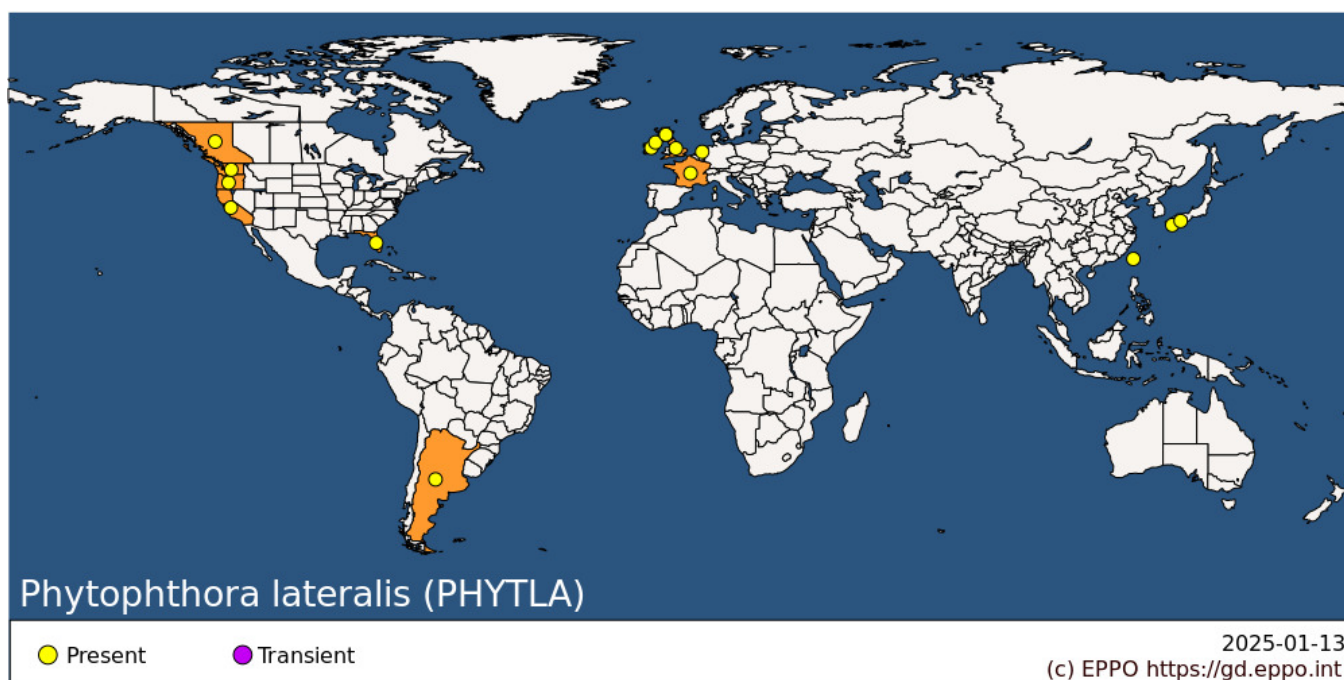 Phytophthora lateralis (PHYTLA)
Present
Transient
2025-01-13
(c) EPPO https://gd.eppo.int